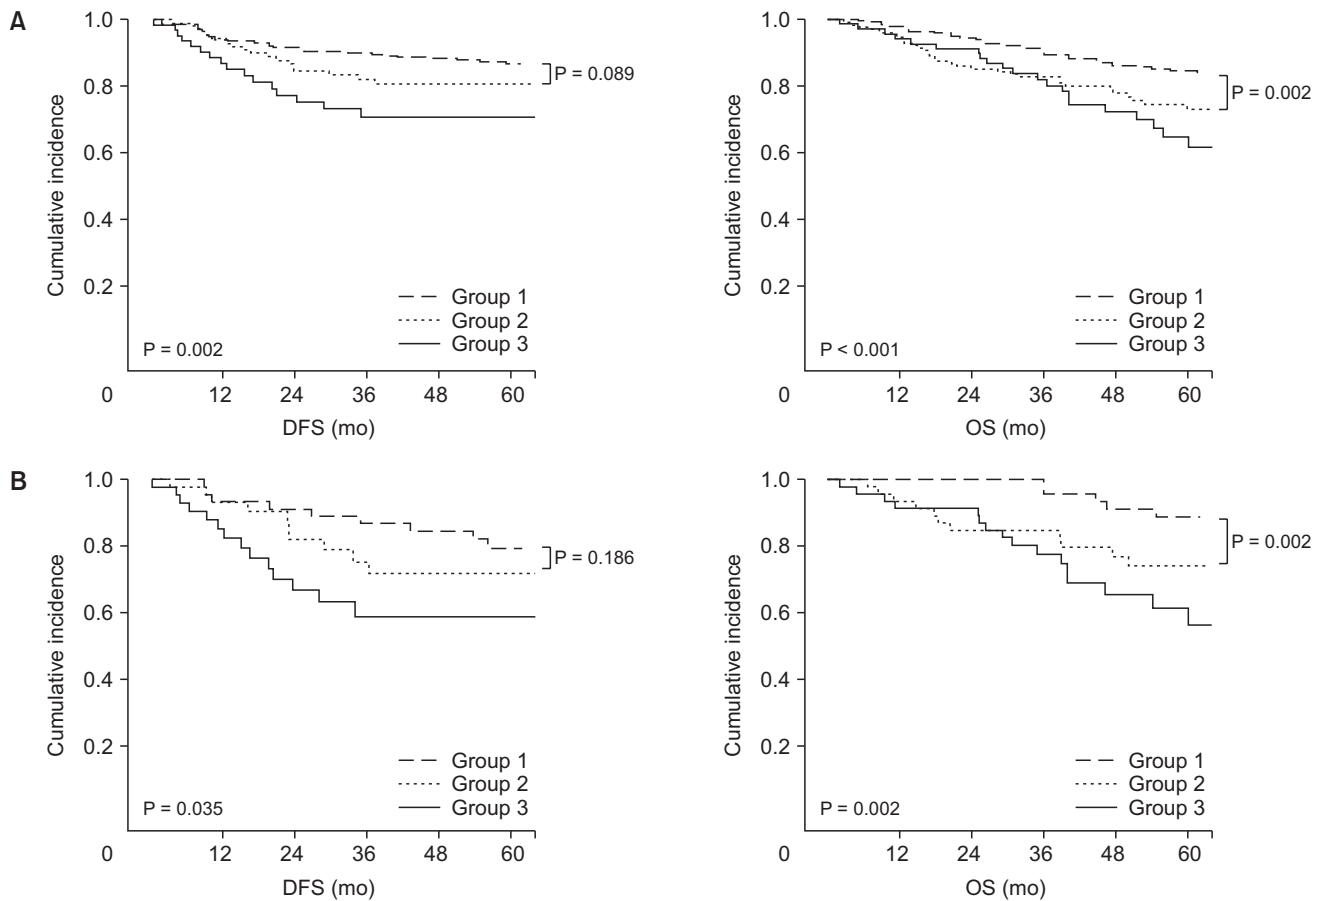 A
1.0
0.8
0.6
0.4
0.2
0
Cumulative incidence
P = 0.089
Group 1
Group 2
Group 3
P = 0.002
12 24 36 48 60
DFS (mo)
1.0
0.8
0.6
0.4
0.2
0
Cumulative incidence
P = 0.002
Group 1
Group 2
Group 3
P < 0.001
12 24 36 48 60
OS (mo)
B
1.0
0.8
0.6
0.4
0.2
0
Cumulative incidence
P = 0.186
Group 1
Group 2
Group 3
P = 0.035
12 24 36 48 60
DFS (mo)
1.0
0.8
0.6
0.4
0.2
0
Cumulative incidence
P = 0.002
Group 1
Group 2
Group 3
P = 0.002
12 24 36 48 60
OS (mo)